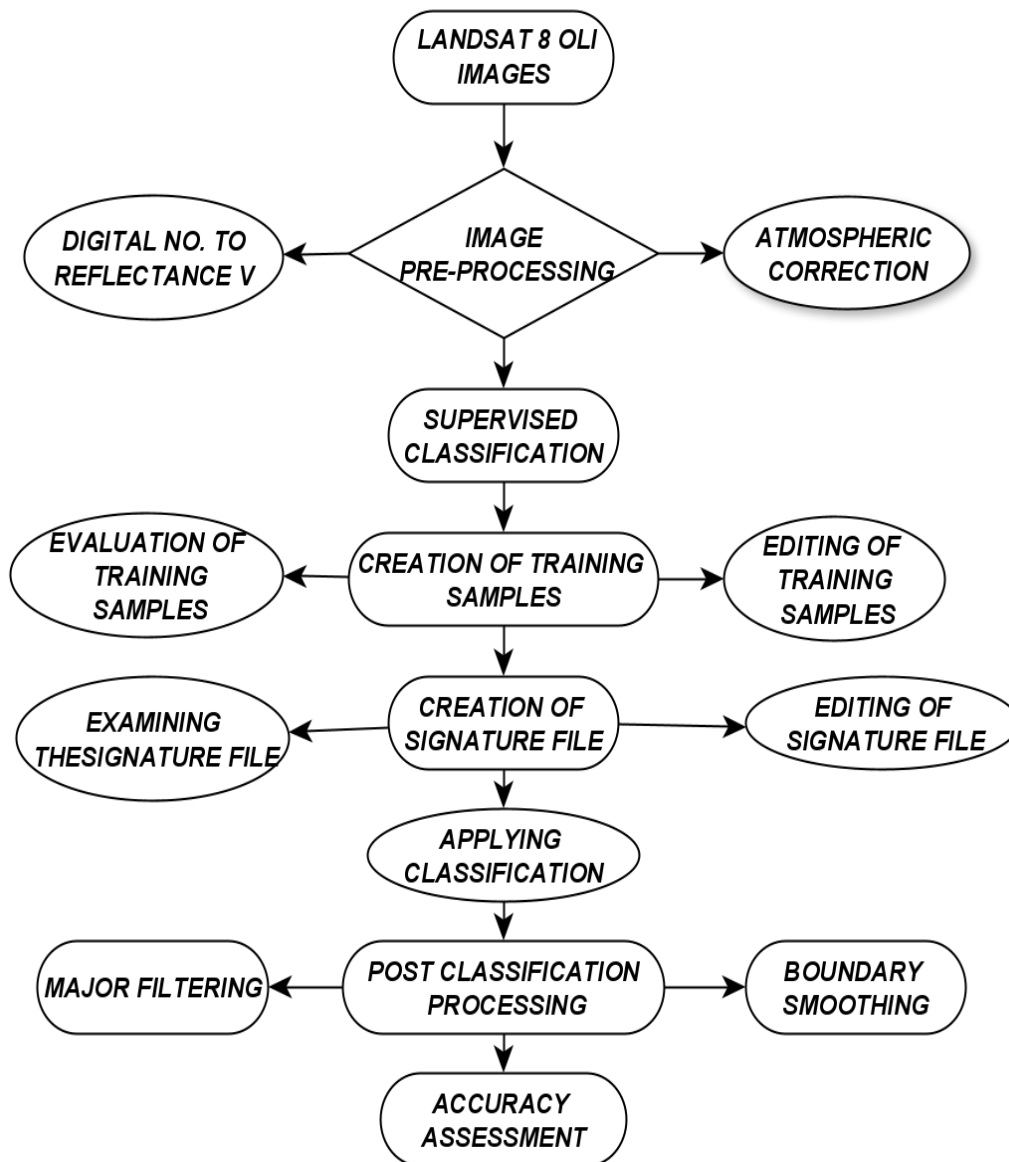 LANDSAT 8 OLI
IMAGES
DIGITAL NO. TO
REFLECTANCE V
IMAGE
PRE-PROCESSING
ATMOSPHERIC
CORRECTION
SUPERVISED
CLASSIFICATION
EVALUATION OF
TRAINING
SAMPLES
CREATION OF TRAINING
SAMPLES
EDITING OF
TRAINING
SAMPLES
EXAMINING
THESIGNATURE FILE
CREATION OF
SIGNATURE FILE
EDITING OF
SIGNATURE FILE
APPLYING
CLASSIFICATION
MAJOR FILTERING
POST CLASSIFICATION
PROCESSING
BOUNDARY
SMOOTHING
ACCURACY
ASSESSMENT